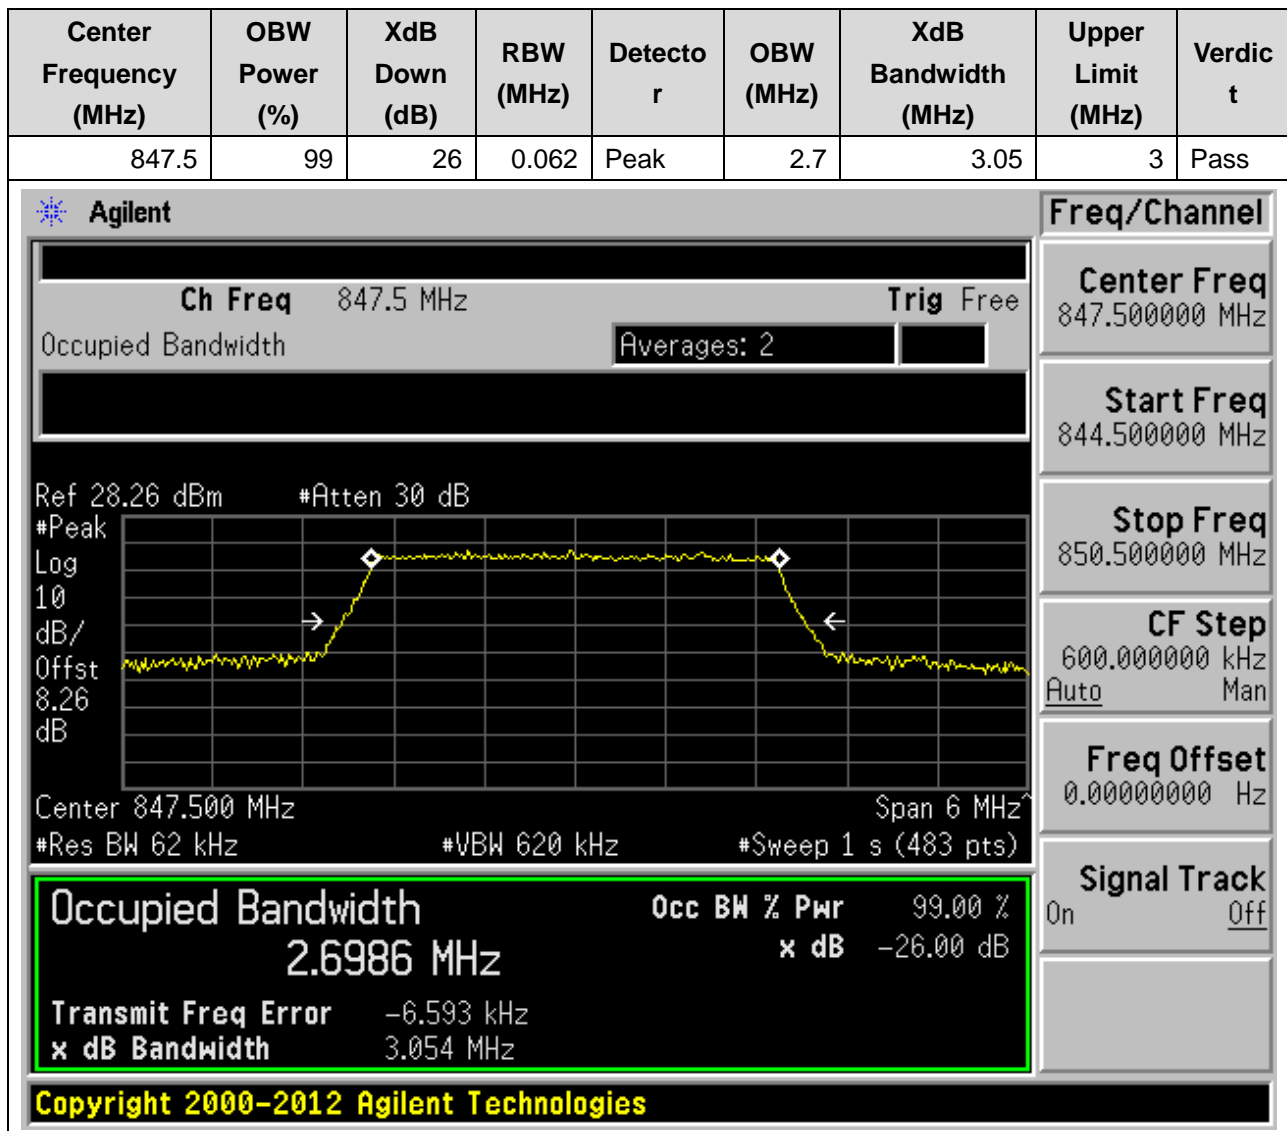 Center Frequency (MHz) OBW Power (%) XdB Down (dB) RBW (MHz) Detecto r OBW (MHz) XdB Bandwidth (MHz) Upper Limit (MHz) Verdic t
847.5 99 26 0.062 Peak 2.7 3.05 3 Pass
Agilent
Freq/Channel
Ch Freq 847.5 MHz Trig Free
Occupied Bandwidth Averages: 2
Ref 28.26 dBm #Atten 30 dB
#Peak
Log
10
dB/
Offst
8.26
dB
Center 847.500 MHz Span 6 MHz^
#Res BW 62 kHz #VBW 620 kHz #Sweep 1 s (483 pts)
Occupied Bandwidth Occ BW % Pwr 99.00 %
2.6986 MHz x dB -26.00 dB
Transmit Freq Error -6.593 kHz
x dB Bandwidth 3.054 MHz
Center Freq
847.500000 MHz
Start Freq
844.500000 MHz
Stop Freq
850.500000 MHz
CF Step
600.000000 kHz
Auto Man
Freq Offset
0.00000000 Hz
Signal Track
On Off
Copyright 2000-2012 Agilent Technologies